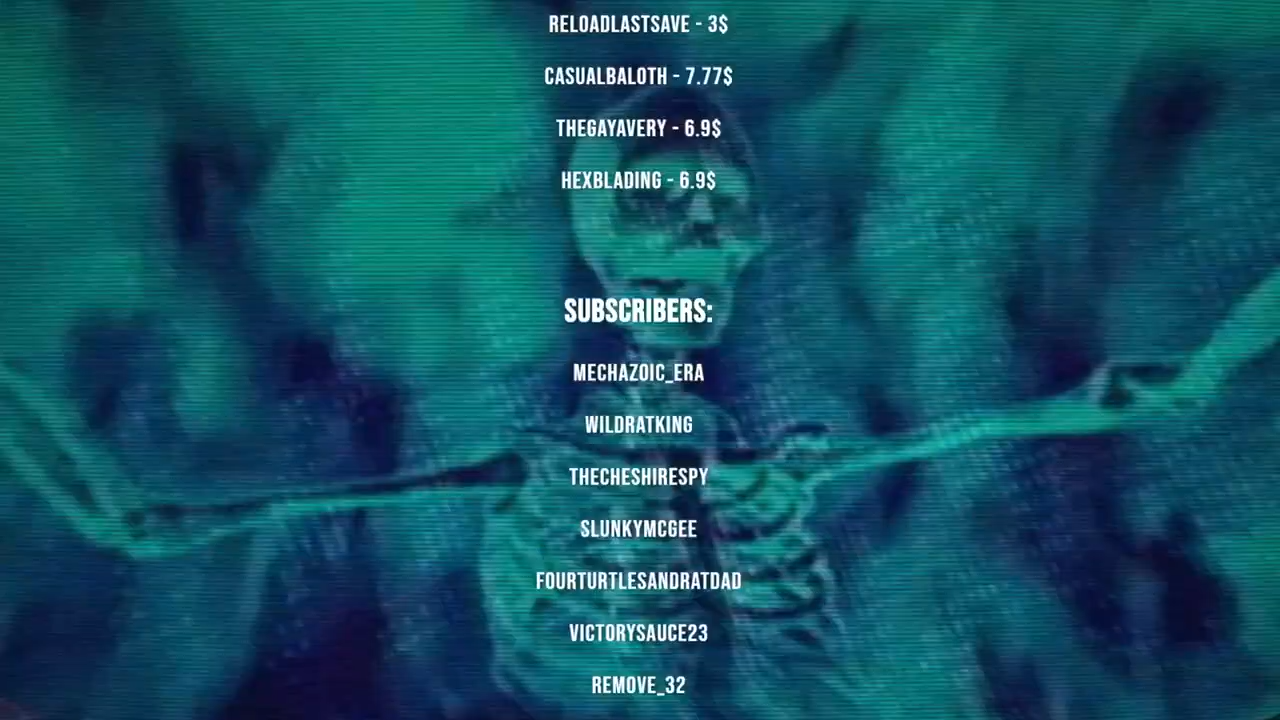 RELOADLASTSAVE - 3$
CASUALBALOTH - 7.77$
THEGAYAVERY - 6.9$
HEXBLADING - 6.9$
SUBSCRIBERS:
MECHAZOIC_ERA
WILDRATKING
THECHESHIRESPY
SLUNKYMCGEE
FOURTURTLESANDRATDAD
VICTORYSAUCE23
REMOVE_32